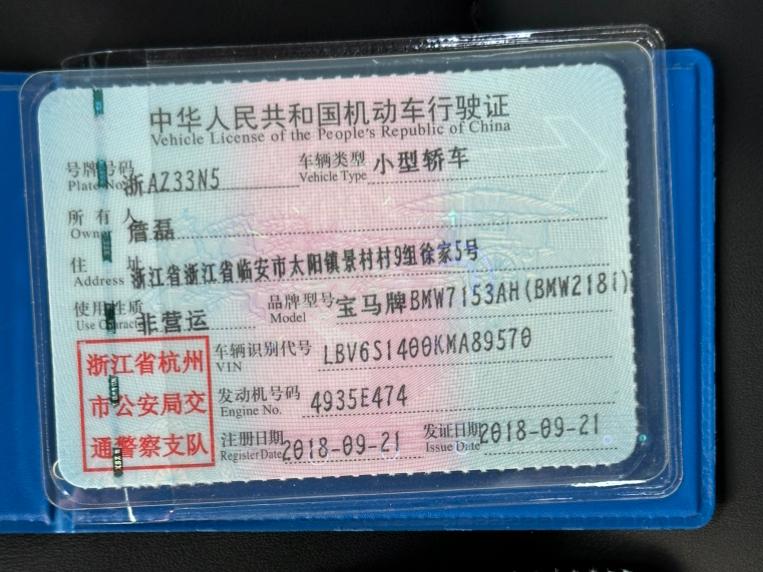 中华人民共和国机动车行驶证
Vehicle License of the People's Republic of China
号牌号码 浙AZ33N5 车辆类型 小型轿车
Plate No. Vehicle Type
所有人 詹磊
Owner
住址 浙江省浙江省临安市太阳镇景村村9组徐家5号
Address
使用性质 非营运 品牌型号 宝马牌BMW7153AH(BMW218i)
Use Character Model
浙江省杭州
市公安局交
通警察支队
车辆识别代号 LBV6S1400KMA89570
VIN
发动机号码 4935E474
Engine No.
注册日期 2018-09-21 发证日期 2018-09-21
Register Date Issue Date